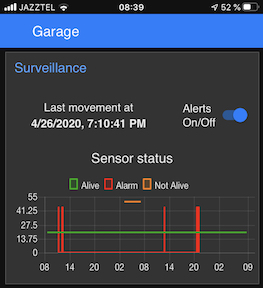 JAZZTEL 08:39 52 %
Garage
Surveillance
Last movement at
4/26/2020, 7:10:41 PM
Alerts
On/Off
Sensor status
Alive Alarm Not Alive
55
41.25
27.5
13.75
0
08 14 20 02 08 14 20 02 09